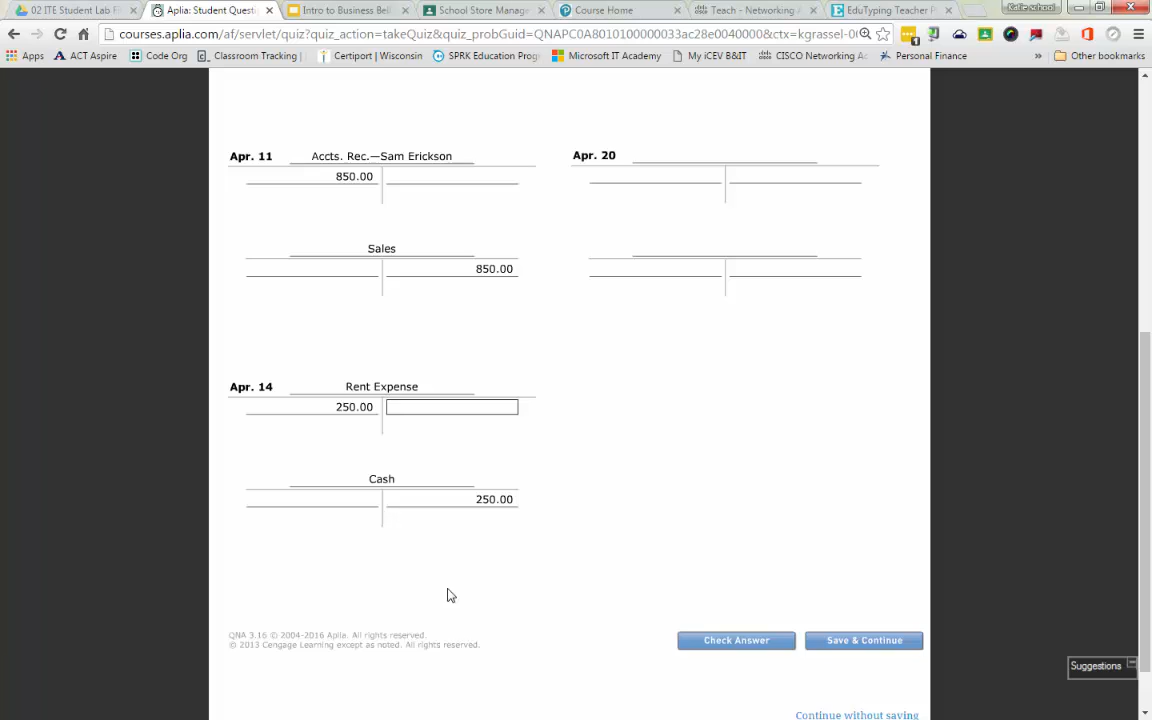 02 ITE Student Lab F
Aplia: Student Quest
Intro to Business Bel
School Store Manage
Course Home
Teach - Networking A
EduTyping Teacher P
Katie school
courses.aplia.com/af/servlet/quiz?quiz_action=takeQuiz&quiz_probGuid=QNAPC0A8010100000033ac28e0040000&ctx=kgrassel-00
1
Apps
ACT Aspire
Code Org
Classroom Tracking |
Certiport | Wisconsin
SPRK Education Prog
Microsoft IT Academy
My iCEV B&IT
CISCO Networking Ac
Personal Finance
»
Other bookmarks
Apr. 11 Accts. Rec.—Sam Erickson
850.00
Sales
850.00
Apr. 20
Apr. 14 Rent Expense
250.00
Cash
250.00
QNA 3.16 © 2004-2016 Aplia. All rights reserved.
© 2013 Cengage Learning except as noted. All rights reserved.
Check Answer
Save & Continue
Suggestions
Continue without saving